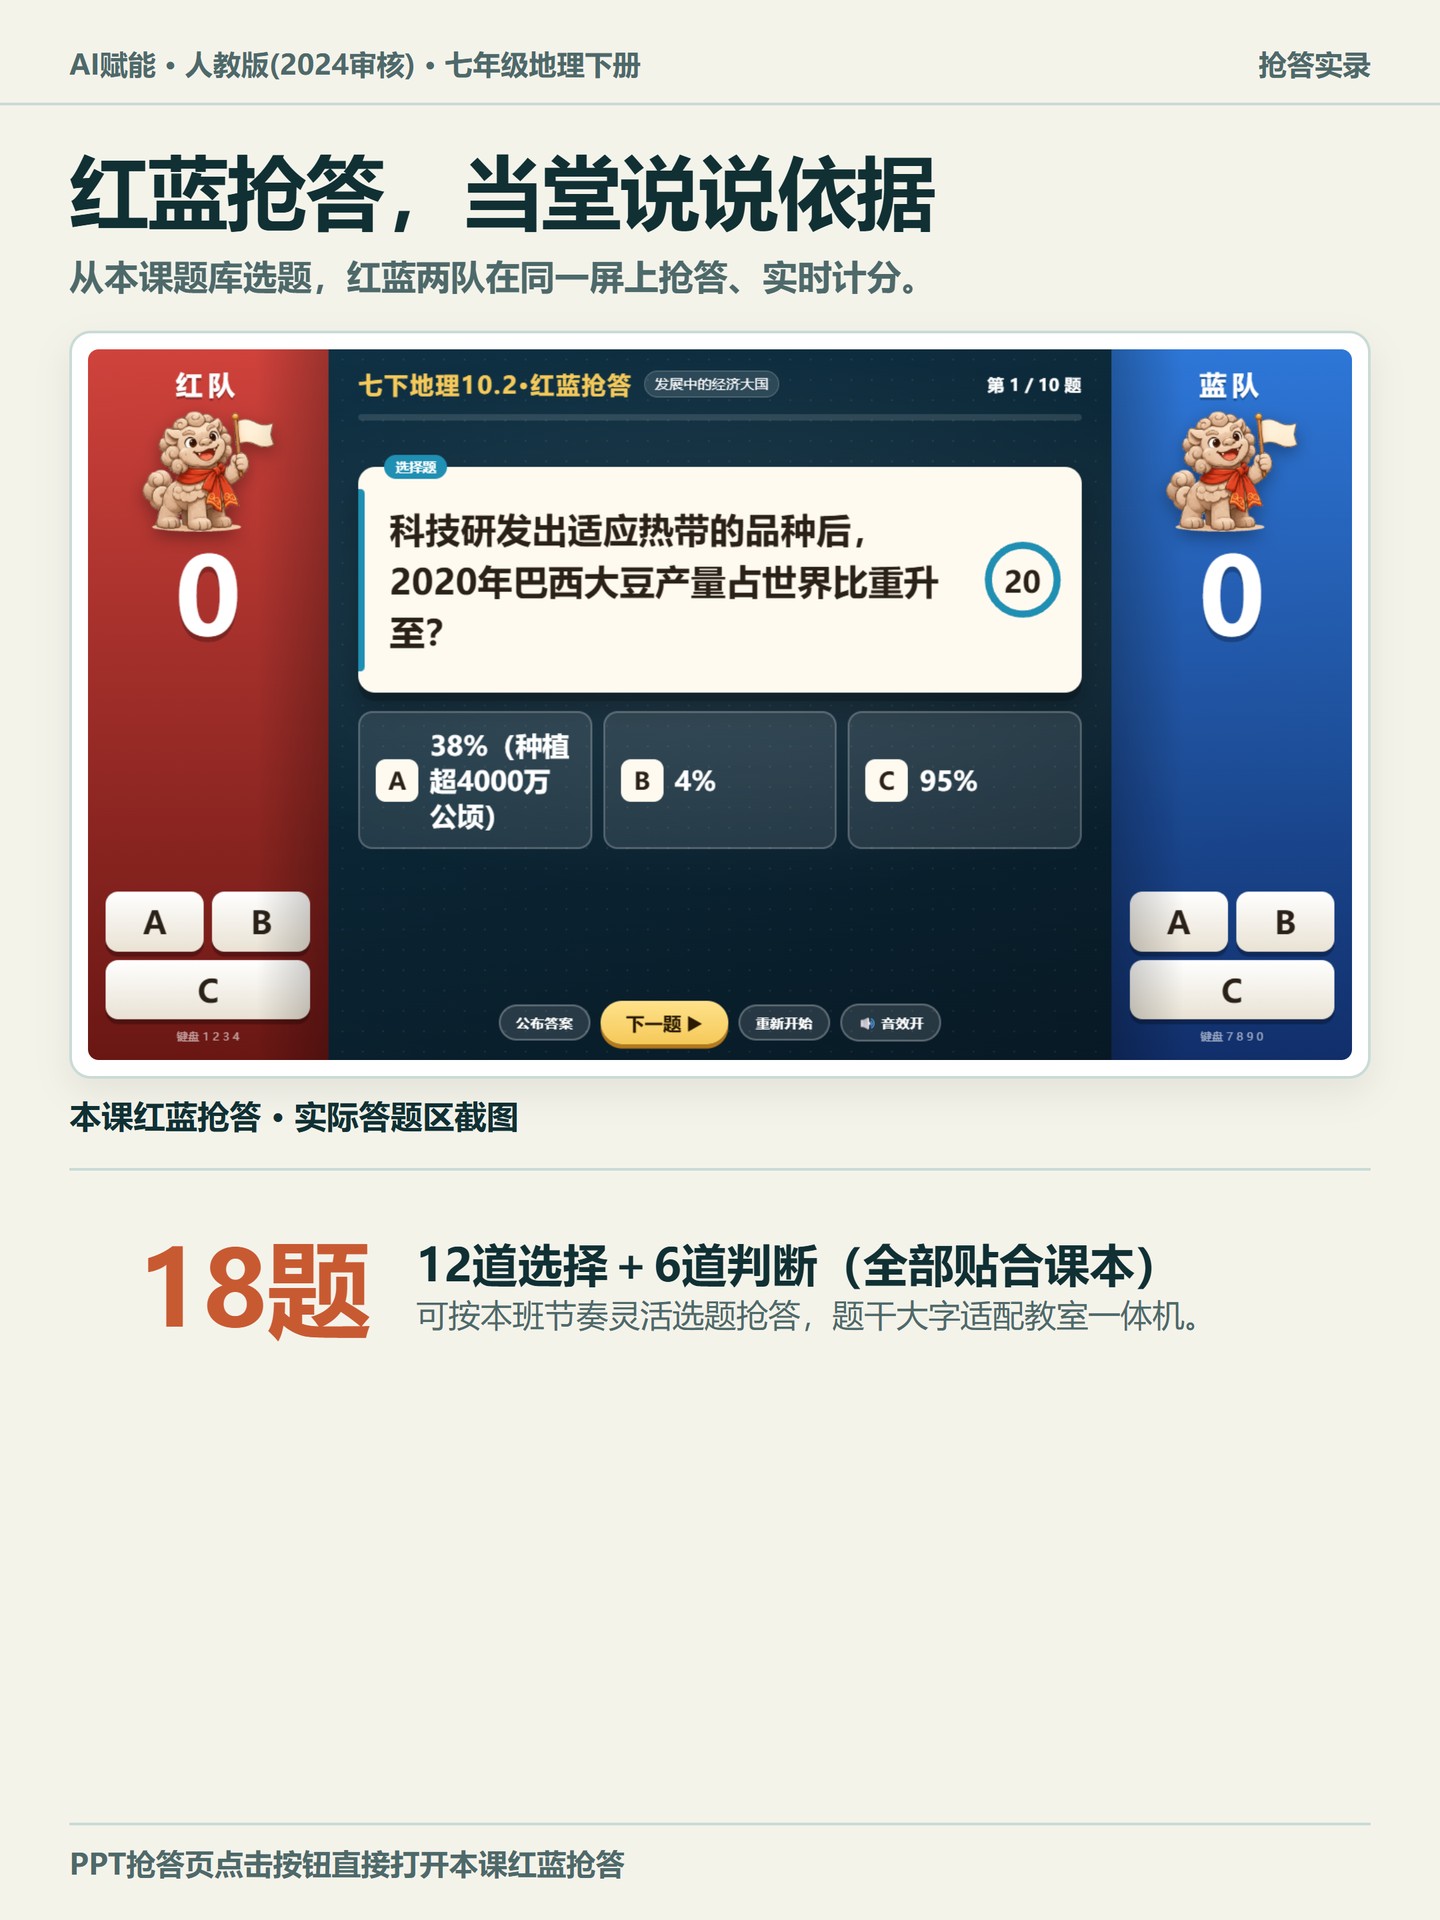 AI赋能 • 人教版(2024审核) • 七年级地理下册
抢答实录
红蓝抢答，当堂说说依据
从本课题库选题，红蓝两队在同一屏上抢答、实时计分。
红队
0
A
B
C
键盘 1 2 3 4
七下地理10.2•红蓝抢答
发展中的经济大国
第 1 / 10 题
选择题
科技研发出适应热带的品种后，
2020年巴西大豆产量占世界比重升
至？
20
A
38%（种植
超4000万
公顷）
B
4%
C
95%
公布答案
下一题 ▶
重新开始
🔊 音效开
蓝队
0
A
B
C
键盘 7 8 9 0
本课红蓝抢答 • 实际答题区截图
18题
12道选择 + 6道判断（全部贴合课本）
可按本班节奏灵活选题抢答，题干大字适配教室一体机。
PPT抢答页点击按钮直接打开本课红蓝抢答